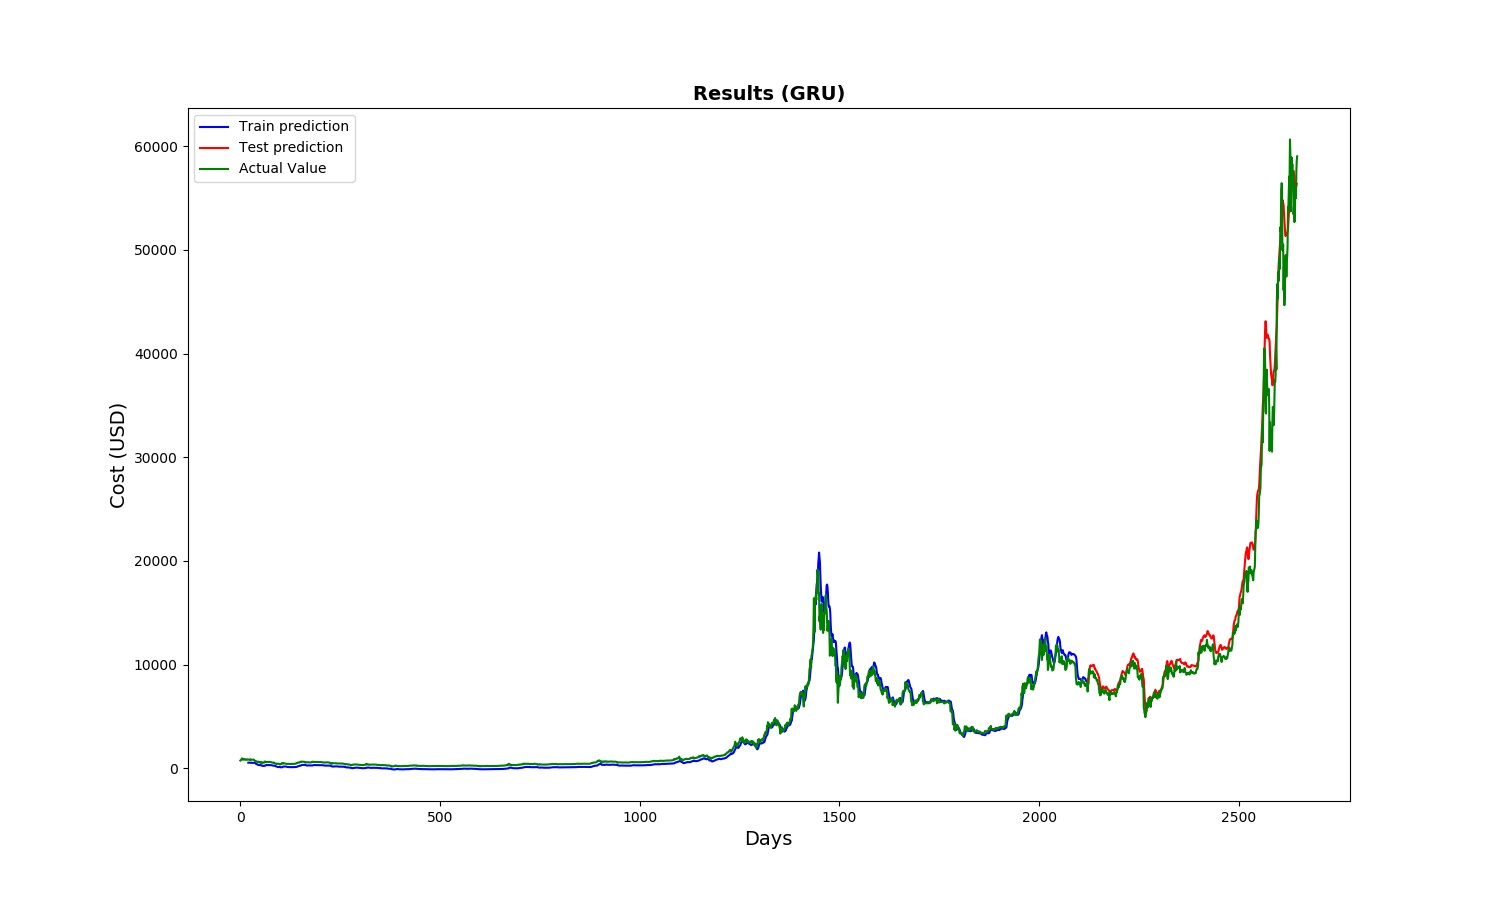 Results (GRU)
Train prediction
Test prediction
Actual Value
60000
50000
40000
30000
20000
10000
0
Cost (USD)
0 500 1000 1500 2000 2500
Days